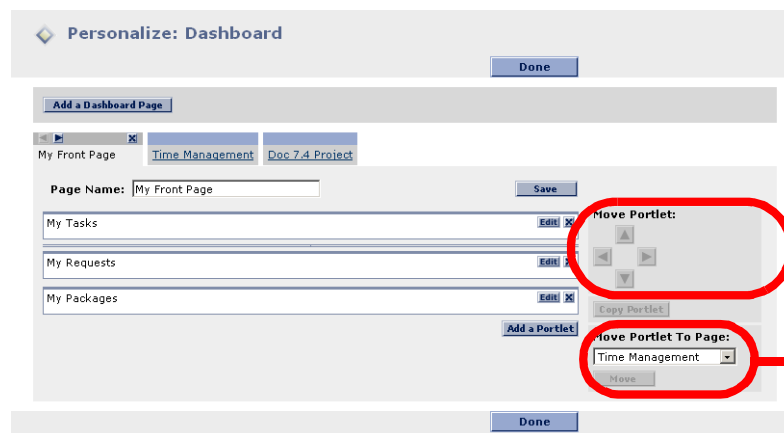 Personalize: Dashboard
Done
Add a Dashboard Page
My Front Page
Time Management
Doc 7.4 Project
Page Name:
My Front Page
Save
My Tasks
Edit
Move Portlet:
My Requests
Edit
My Packages
Edit
Copy Portlet
Add a Portlet
Move Portlet To Page:
Time Management
Move
Done